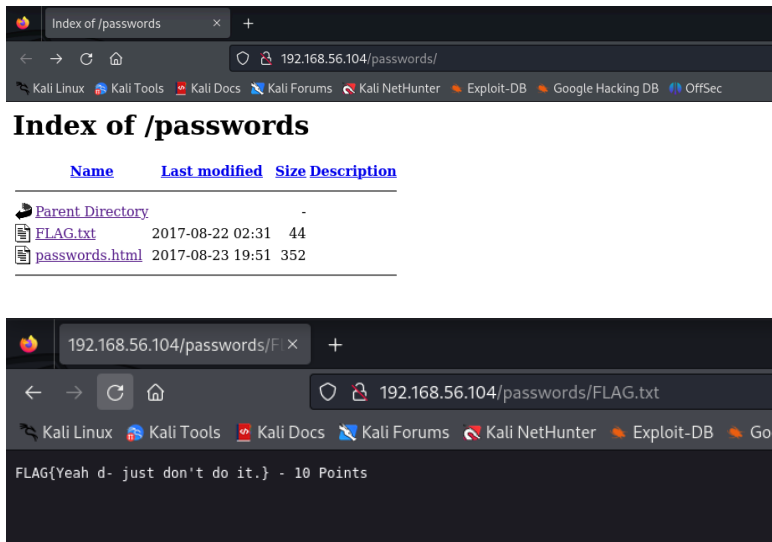 Index of /passwords × +
192.168.56.104/passwords/
Kali Linux Kali Tools Kali Docs Kali Forums Kali NetHunter Exploit-DB Google Hacking DB OffSec
Index of /passwords
Name Last modified Size Description
Parent Directory -
FLAG.txt 2017-08-22 02:31 44
passwords.html 2017-08-23 19:51 352
192.168.56.104/passwords/Fl × +
192.168.56.104/passwords/FLAG.txt
Kali Linux Kali Tools Kali Docs Kali Forums Kali NetHunter Exploit-DB Go
FLAG{Yeah d- just don't do it.} - 10 Points